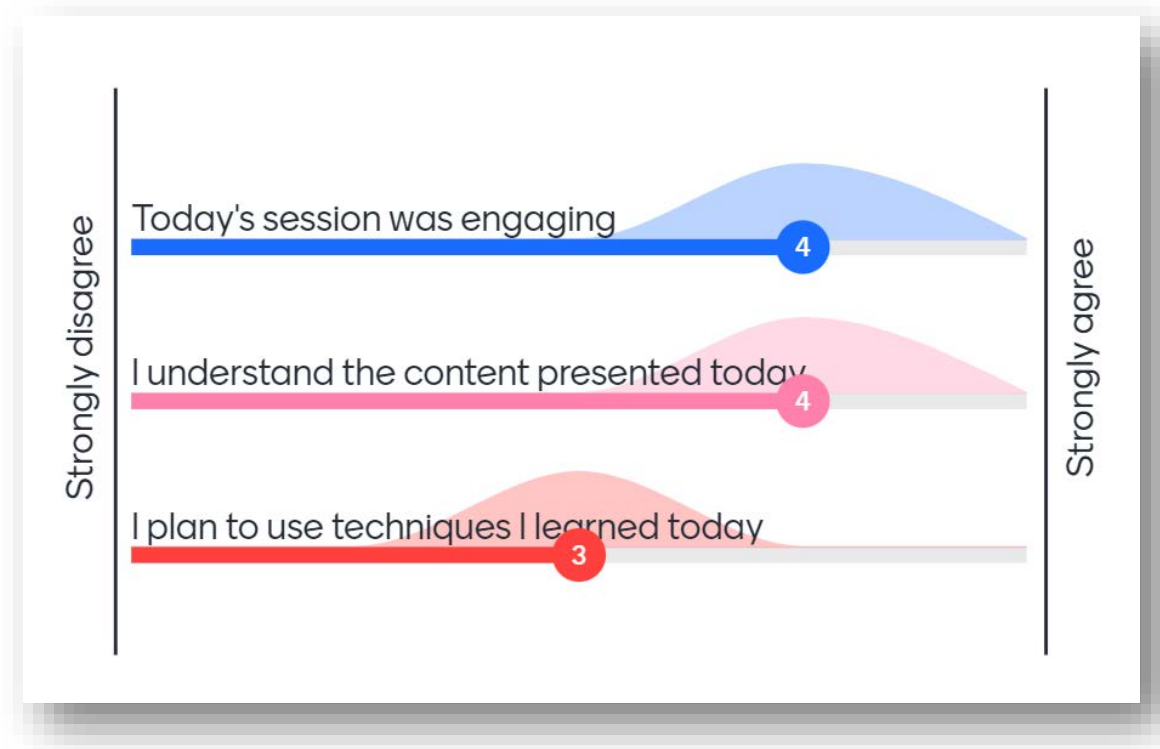 Strongly disagree
Today's session was engaging
4
I understand the content presented today
4
I plan to use techniques I learned today
3
Strongly agree